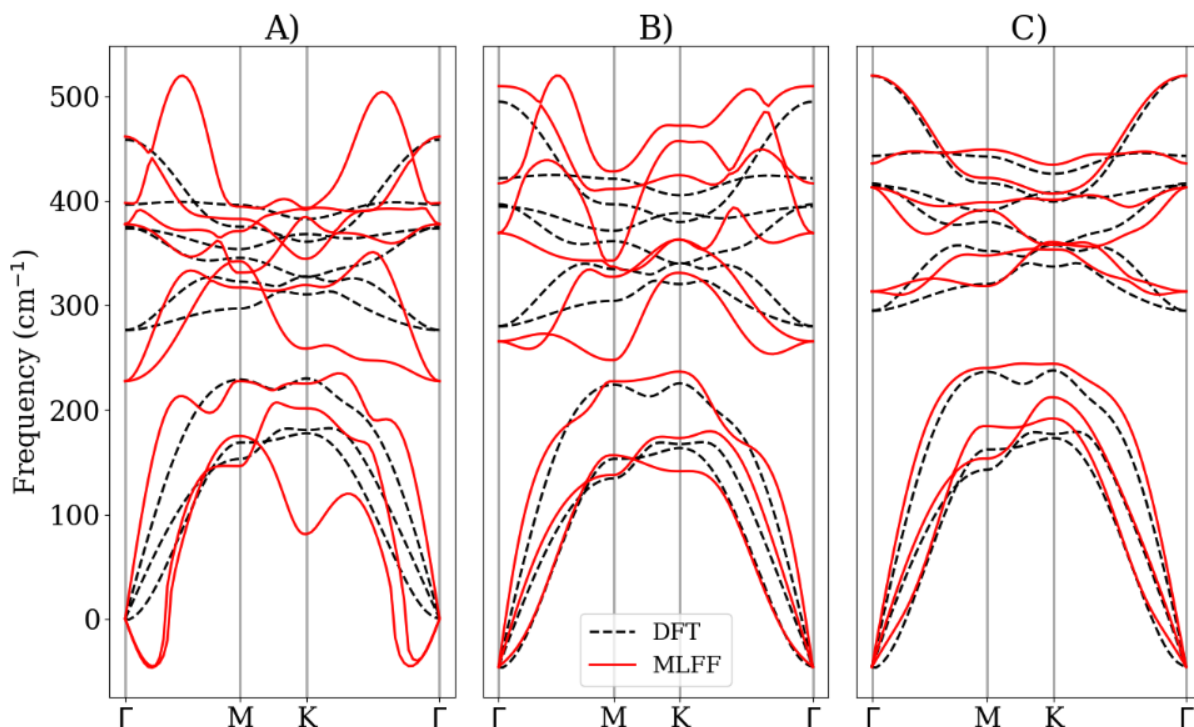 A)
B)
C)
Frequency (cm⁻¹)
500
400
300
200
100
0
DFT
MLFF
Γ M K Γ
Γ M K Γ
Γ M K Γ